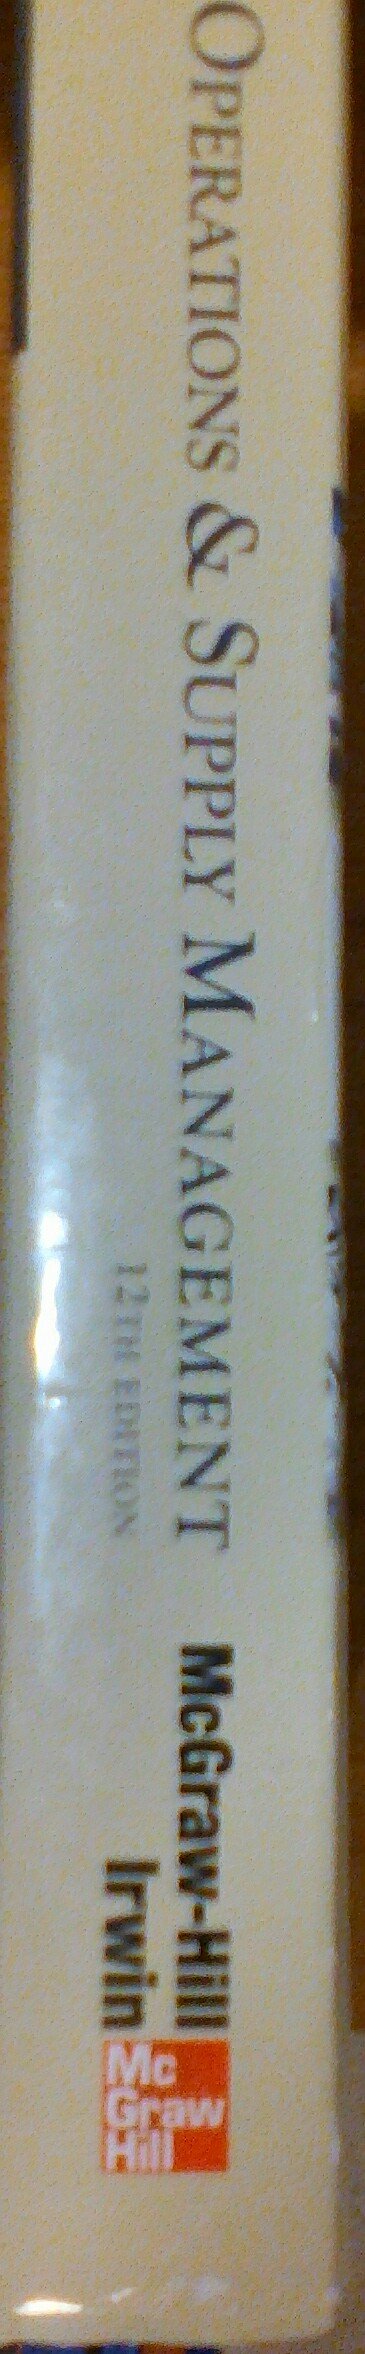 OPERATIONS & SUPPLY MANAGEMENT
12TH EDITION
McGraw-Hill
Irwin
Mc
Graw
Hill